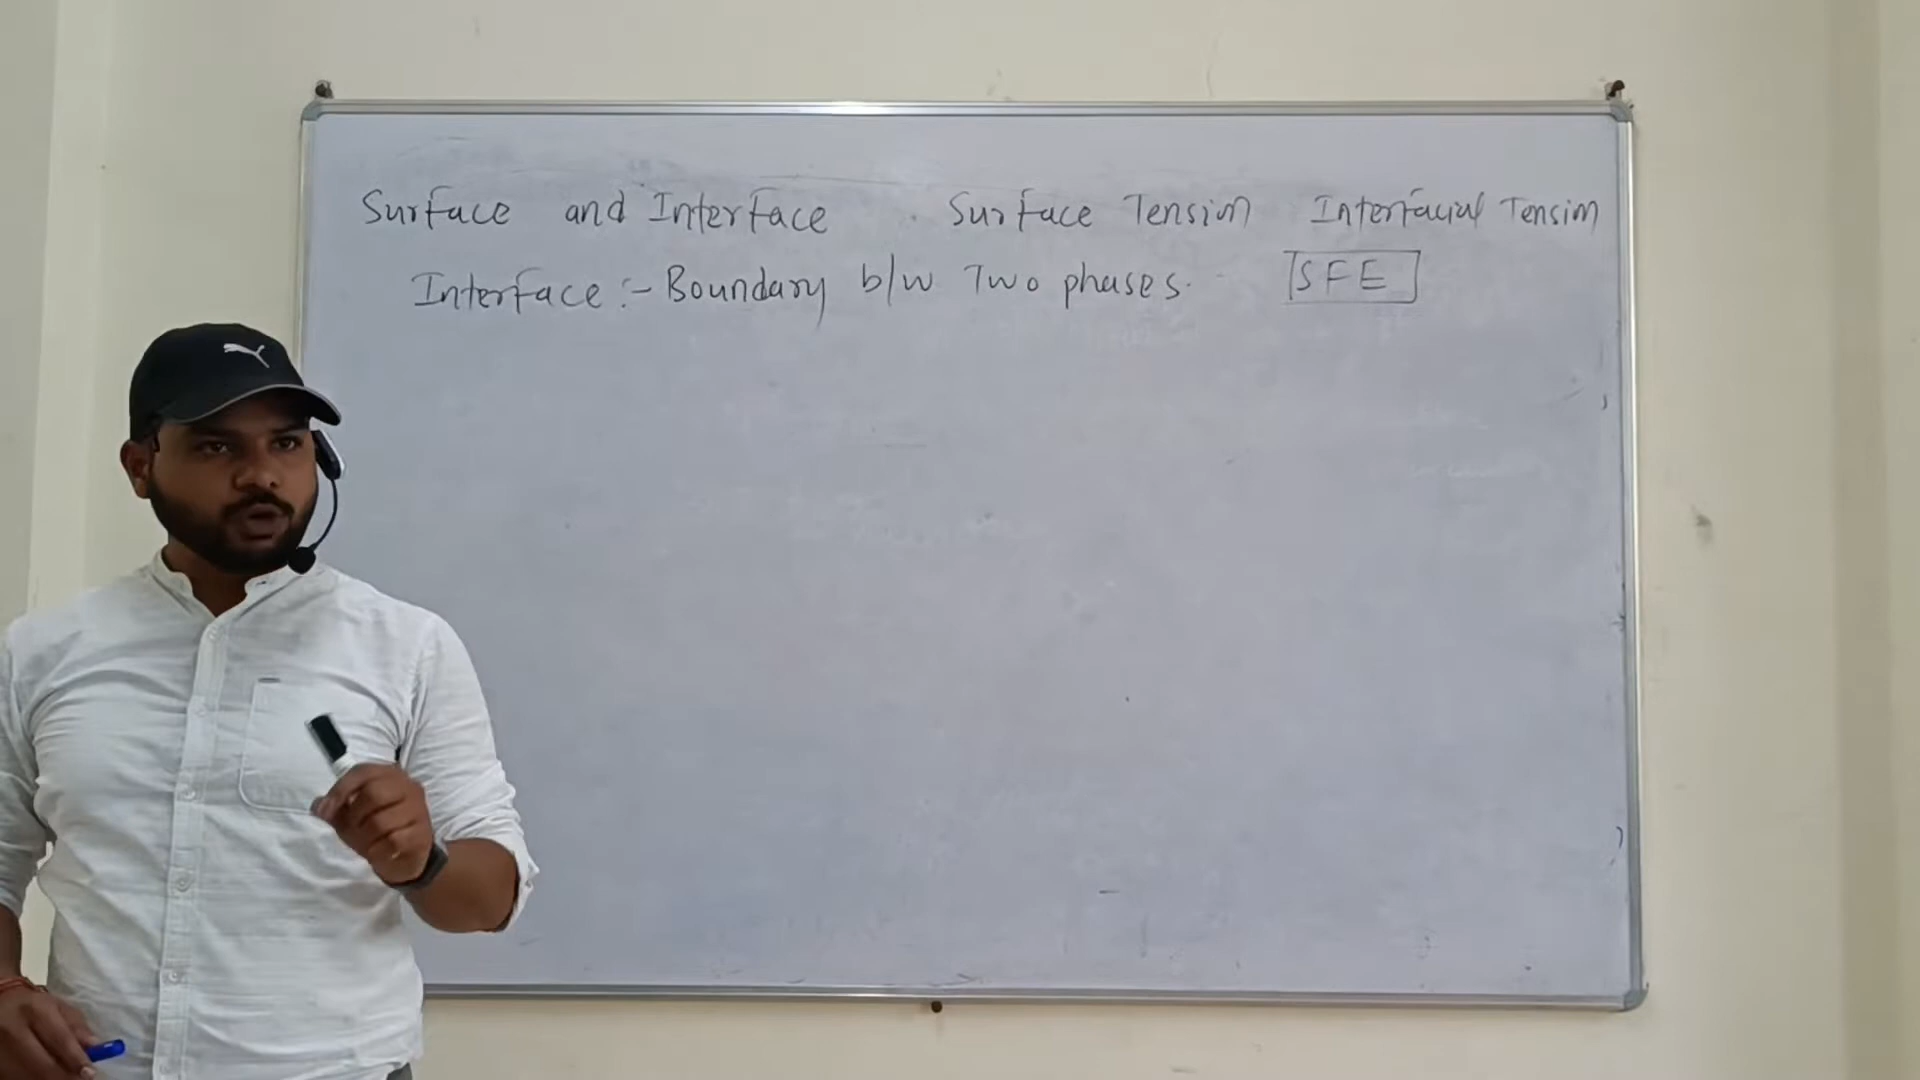 Surface and Interface Surface Tension Interfacial Tension
Interface :- Boundary b/w Two phases. SFE